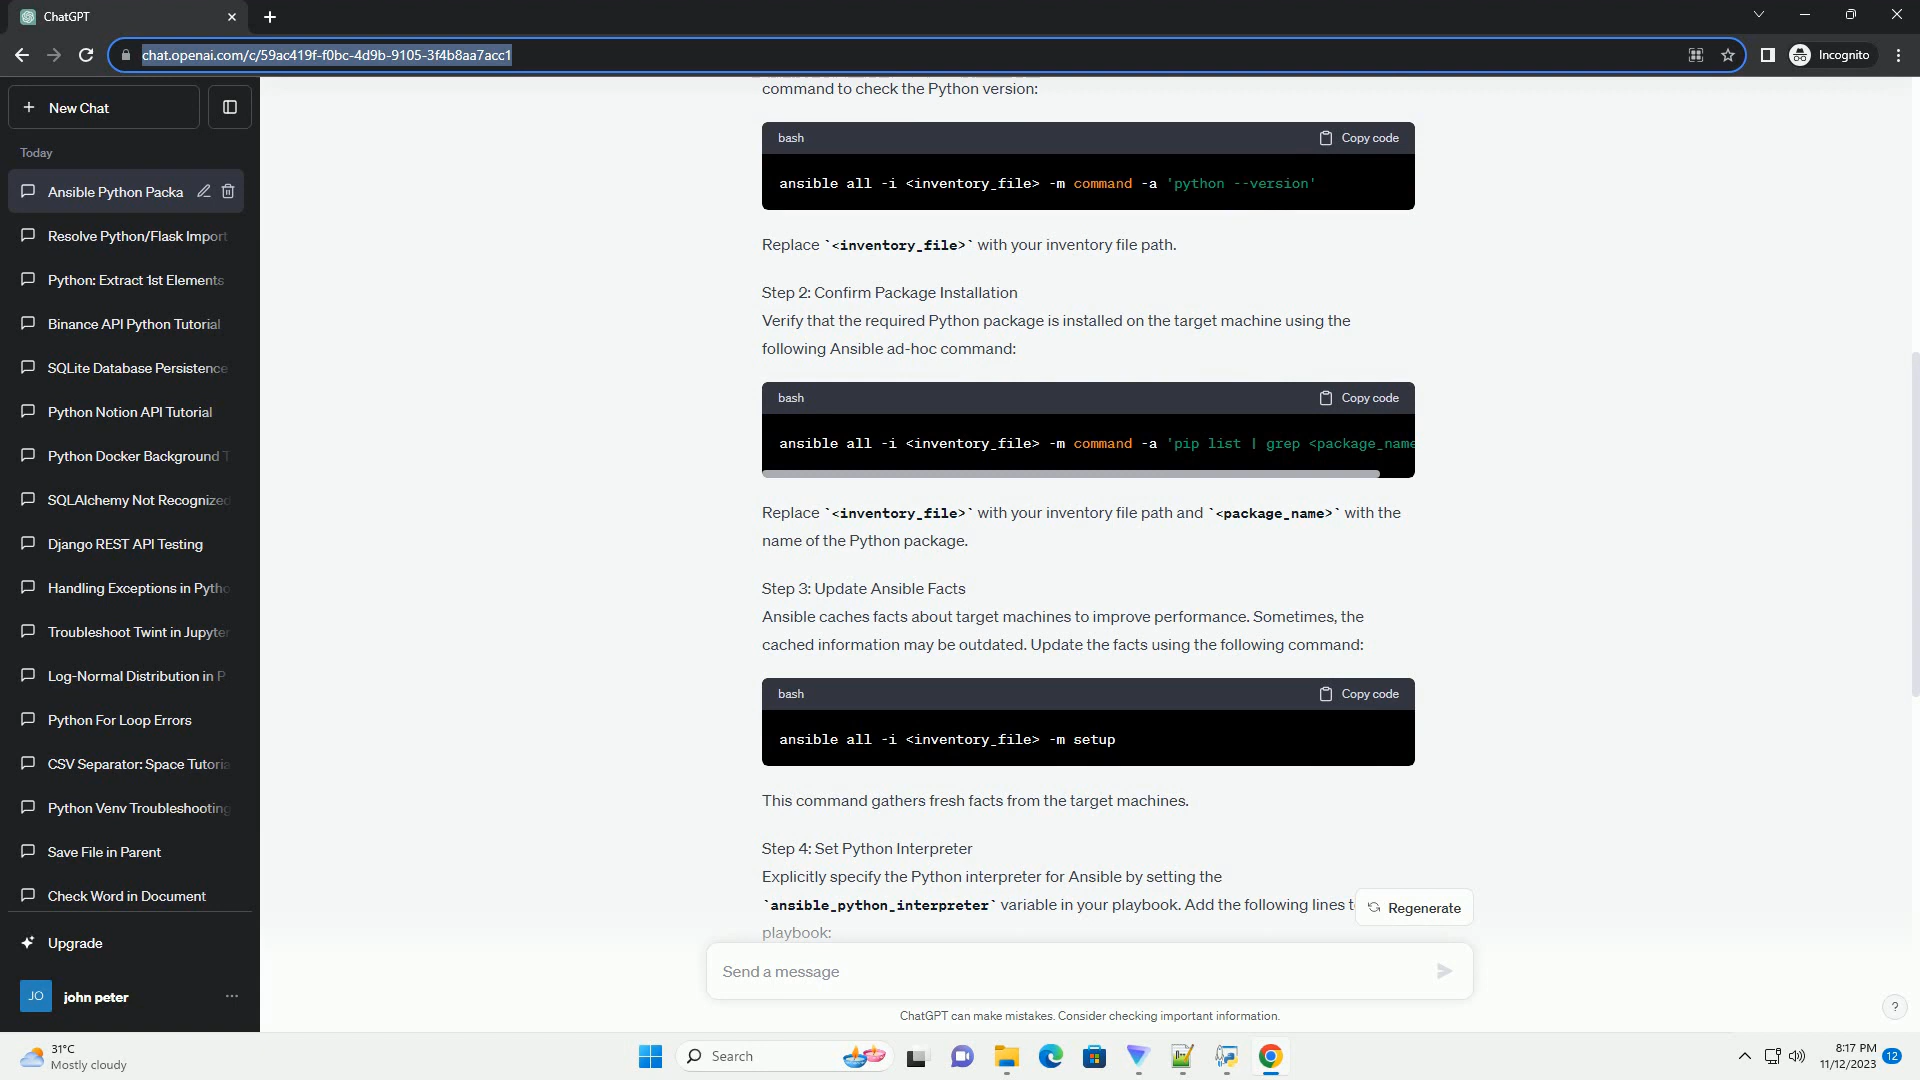 ChatGPT
chat.openai.com/c/59ac419f-f0bc-4d9b-9105-3f4b8aa7acc1
Incognito
New Chat
Today
Ansible Python Packa
Resolve Python/Flask Import
Python: Extract 1st Elements
Binance API Python Tutorial
SQLite Database Persistence
Python Notion API Tutorial
Python Docker Background T
SQLAlchemy Not Recognized
Django REST API Testing
Handling Exceptions in Pytho
Troubleshoot Twint in Jupyter
Log-Normal Distribution in P
Python For Loop Errors
CSV Separator: Space Tutoria
Python Venv Troubleshooting
Save File in Parent
Check Word in Document
Upgrade
JO john peter
command to check the Python version:
bash Copy code
ansible all -i <inventory_file> -m command -a 'python --version'
Replace `<inventory_file>` with your inventory file path.
Step 2: Confirm Package Installation
Verify that the required Python package is installed on the target machine using the
following Ansible ad-hoc command:
bash Copy code
ansible all -i <inventory_file> -m command -a 'pip list | grep <package_name
Replace `<inventory_file>` with your inventory file path and `<package_name>` with the
name of the Python package.
Step 3: Update Ansible Facts
Ansible caches facts about target machines to improve performance. Sometimes, the
cached information may be outdated. Update the facts using the following command:
bash Copy code
ansible all -i <inventory_file> -m setup
This command gathers fresh facts from the target machines.
Step 4: Set Python Interpreter
Explicitly specify the Python interpreter for Ansible by setting the
`ansible_python_interpreter` variable in your playbook. Add the following lines t
playbook:
Regenerate
Send a message
ChatGPT can make mistakes. Consider checking important information.
?
31°C
Mostly cloudy
Search
8:17 PM
11/12/2023
12